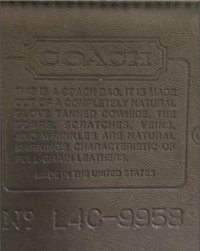 COACH
THIS IS A COACH BAG. IT IS MADE
OUT OF A COMPLETELY NATURAL
GLOVE TANNED COWHIDE. THE
SCARS, SCRATCHES, VEINS,
AND WRINKLES ARE NATURAL
MARKINGS CHARACTERISTIC OF
FULL-GRAIN LEATHERS.
MADE IN THE UNITED STATES
Nº L4C-9958